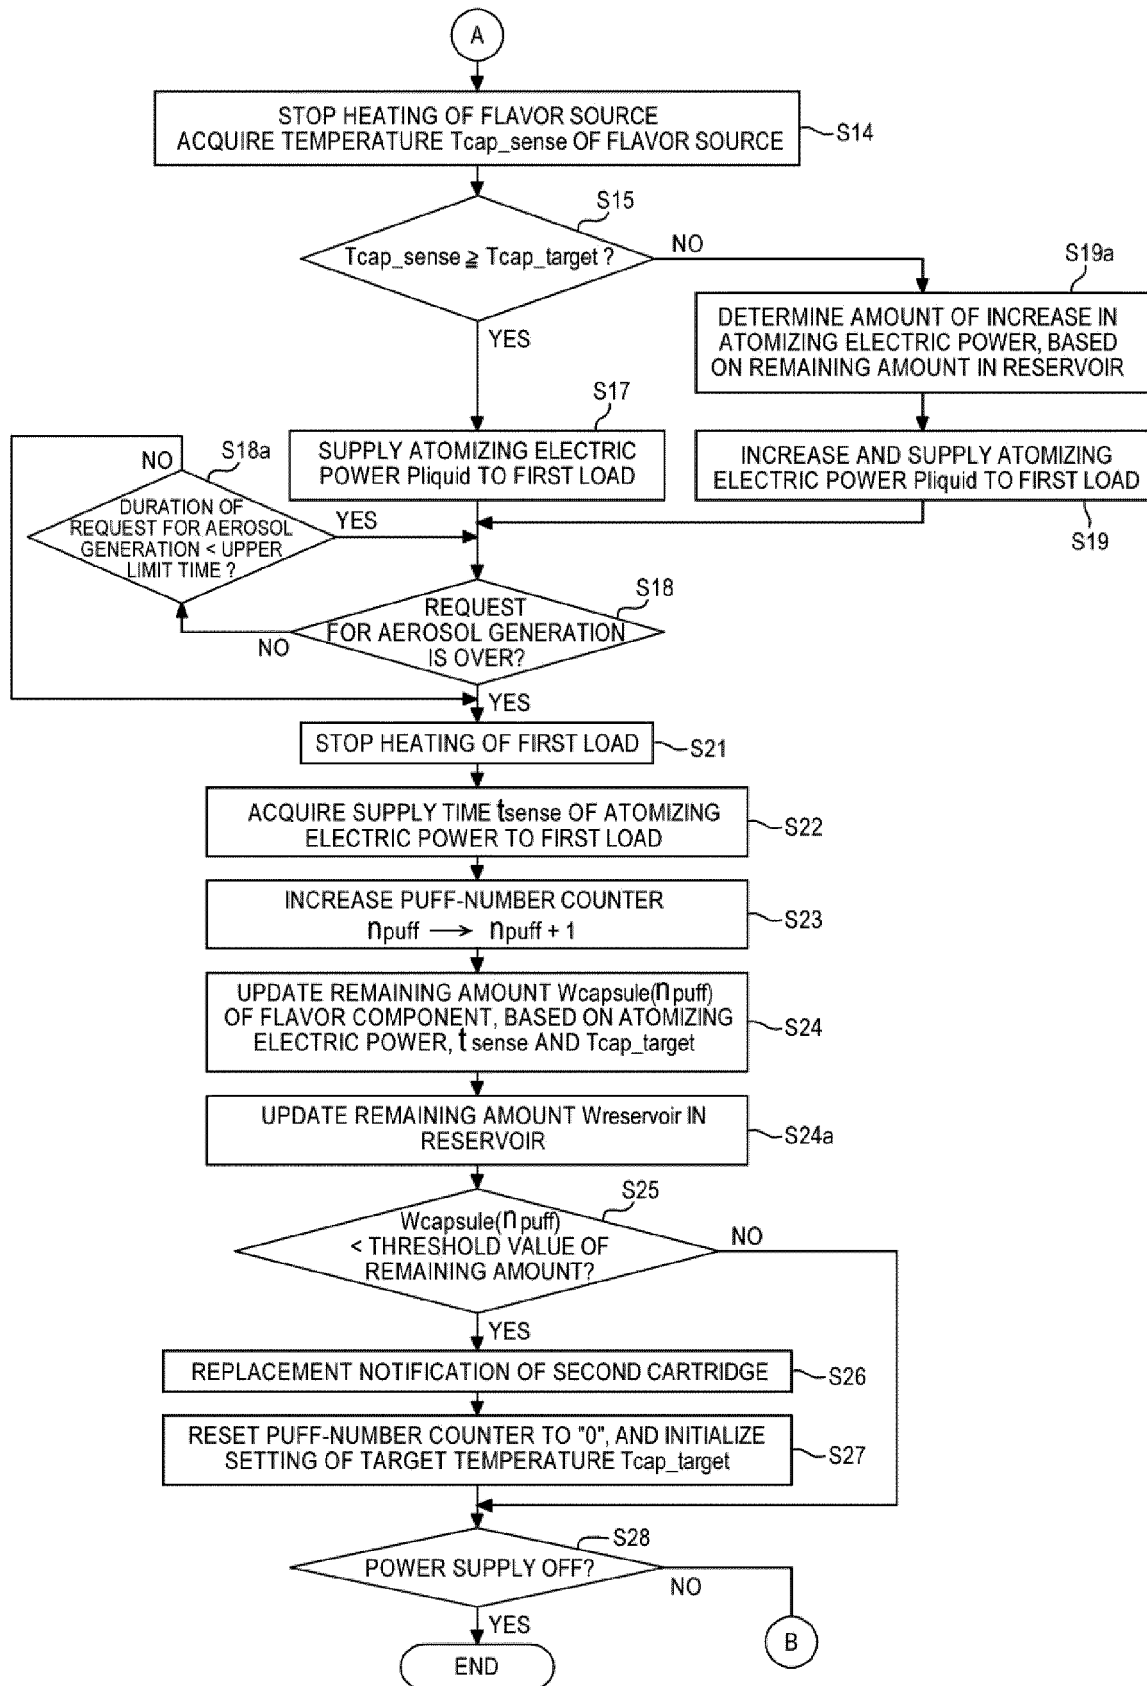 A
STOP HEATING OF FLAVOR SOURCE
ACQUIRE TEMPERATURE Tcap_sense OF FLAVOR SOURCE
S14
S15
Tcap_sense ≧ Tcap_target ?
NO
YES
S19a
DETERMINE AMOUNT OF INCREASE IN
ATOMIZING ELECTRIC POWER, BASED
ON REMAINING AMOUNT IN RESERVOIR
S17
SUPPLY ATOMIZING ELECTRIC
POWER Pliquid TO FIRST LOAD
INCREASE AND SUPPLY ATOMIZING
ELECTRIC POWER Pliquid TO FIRST LOAD
S19
S18a
NO
DURATION OF
REQUEST FOR AEROSOL
GENERATION < UPPER
LIMIT TIME ?
YES
S18
REQUEST
FOR AEROSOL GENERATION
IS OVER?
NO
YES
STOP HEATING OF FIRST LOAD
S21
ACQUIRE SUPPLY TIME tsense OF ATOMIZING
ELECTRIC POWER TO FIRST LOAD
S22
INCREASE PUFF-NUMBER COUNTER
npuff → npuff + 1
S23
UPDATE REMAINING AMOUNT Wcapsule(npuff)
OF FLAVOR COMPONENT, BASED ON ATOMIZING
ELECTRIC POWER, tsense AND Tcap_target
S24
UPDATE REMAINING AMOUNT Wreservoir IN
RESERVOIR
S24a
S25
Wcapsule(npuff)
< THRESHOLD VALUE OF
REMAINING AMOUNT?
NO
YES
REPLACEMENT NOTIFICATION OF SECOND CARTRIDGE
S26
RESET PUFF-NUMBER COUNTER TO "0", AND INITIALIZE
SETTING OF TARGET TEMPERATURE Tcap_target
S27
S28
POWER SUPPLY OFF?
NO
YES
B
END